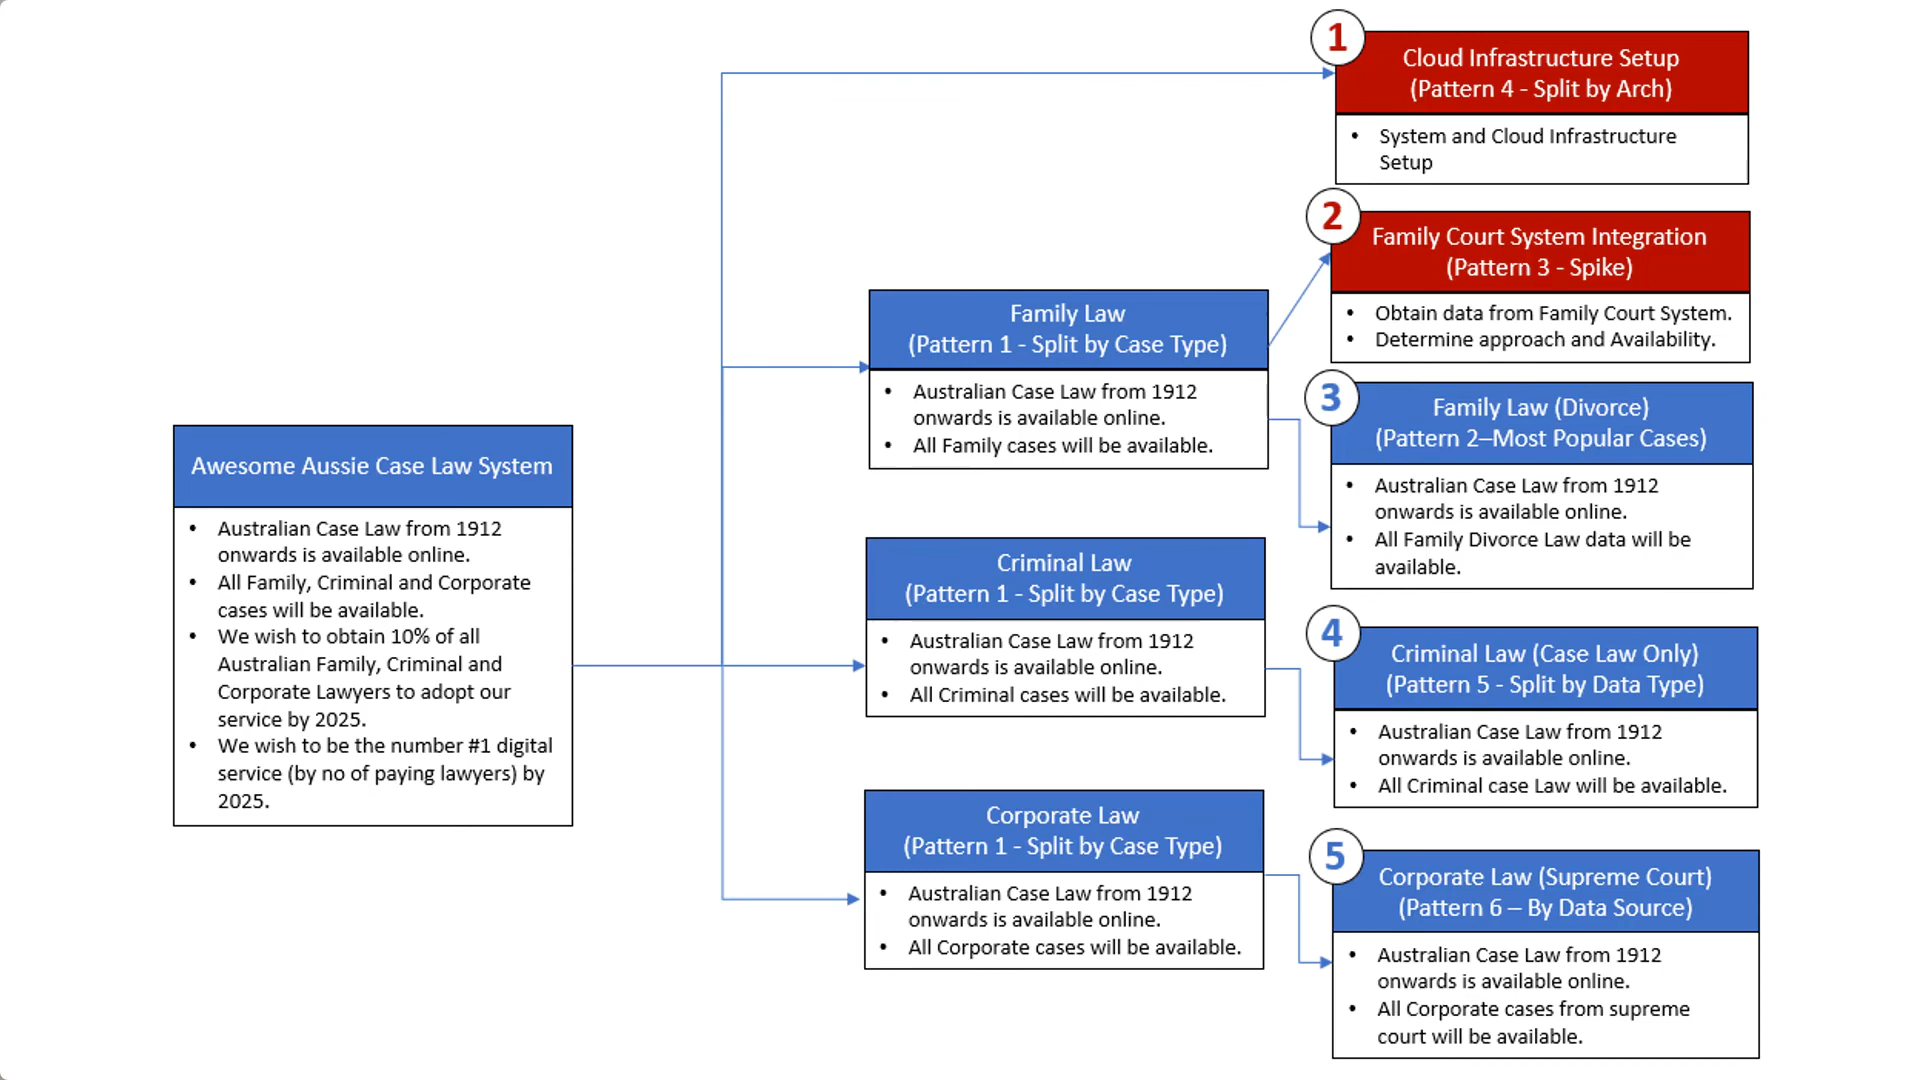 Awesome Aussie Case Law System
• Australian Case Law from 1912
onwards is available online.
• All Family, Criminal and Corporate
cases will be available.
• We wish to obtain 10% of all
Australian Family, Criminal and
Corporate Lawyers to adopt our
service by 2025.
• We wish to be the number #1 digital
service (by no of paying lawyers) by
2025.
Family Law
(Pattern 1 - Split by Case Type)
• Australian Case Law from 1912
onwards is available online.
• All Family cases will be available.
Criminal Law
(Pattern 1 - Split by Case Type)
• Australian Case Law from 1912
onwards is available online.
• All Criminal cases will be available.
Corporate Law
(Pattern 1 - Split by Case Type)
• Australian Case Law from 1912
onwards is available online.
• All Corporate cases will be available.
1
Cloud Infrastructure Setup
(Pattern 4 - Split by Arch)
• System and Cloud Infrastructure
Setup
2
Family Court System Integration
(Pattern 3 - Spike)
• Obtain data from Family Court System.
• Determine approach and Availability.
3
Family Law (Divorce)
(Pattern 2–Most Popular Cases)
• Australian Case Law from 1912
onwards is available online.
• All Family Divorce Law data will be
available.
4
Criminal Law (Case Law Only)
(Pattern 5 - Split by Data Type)
• Australian Case Law from 1912
onwards is available online.
• All Criminal case Law will be available.
5
Corporate Law (Supreme Court)
(Pattern 6 – By Data Source)
• Australian Case Law from 1912
onwards is available online.
• All Corporate cases from supreme
court will be available.